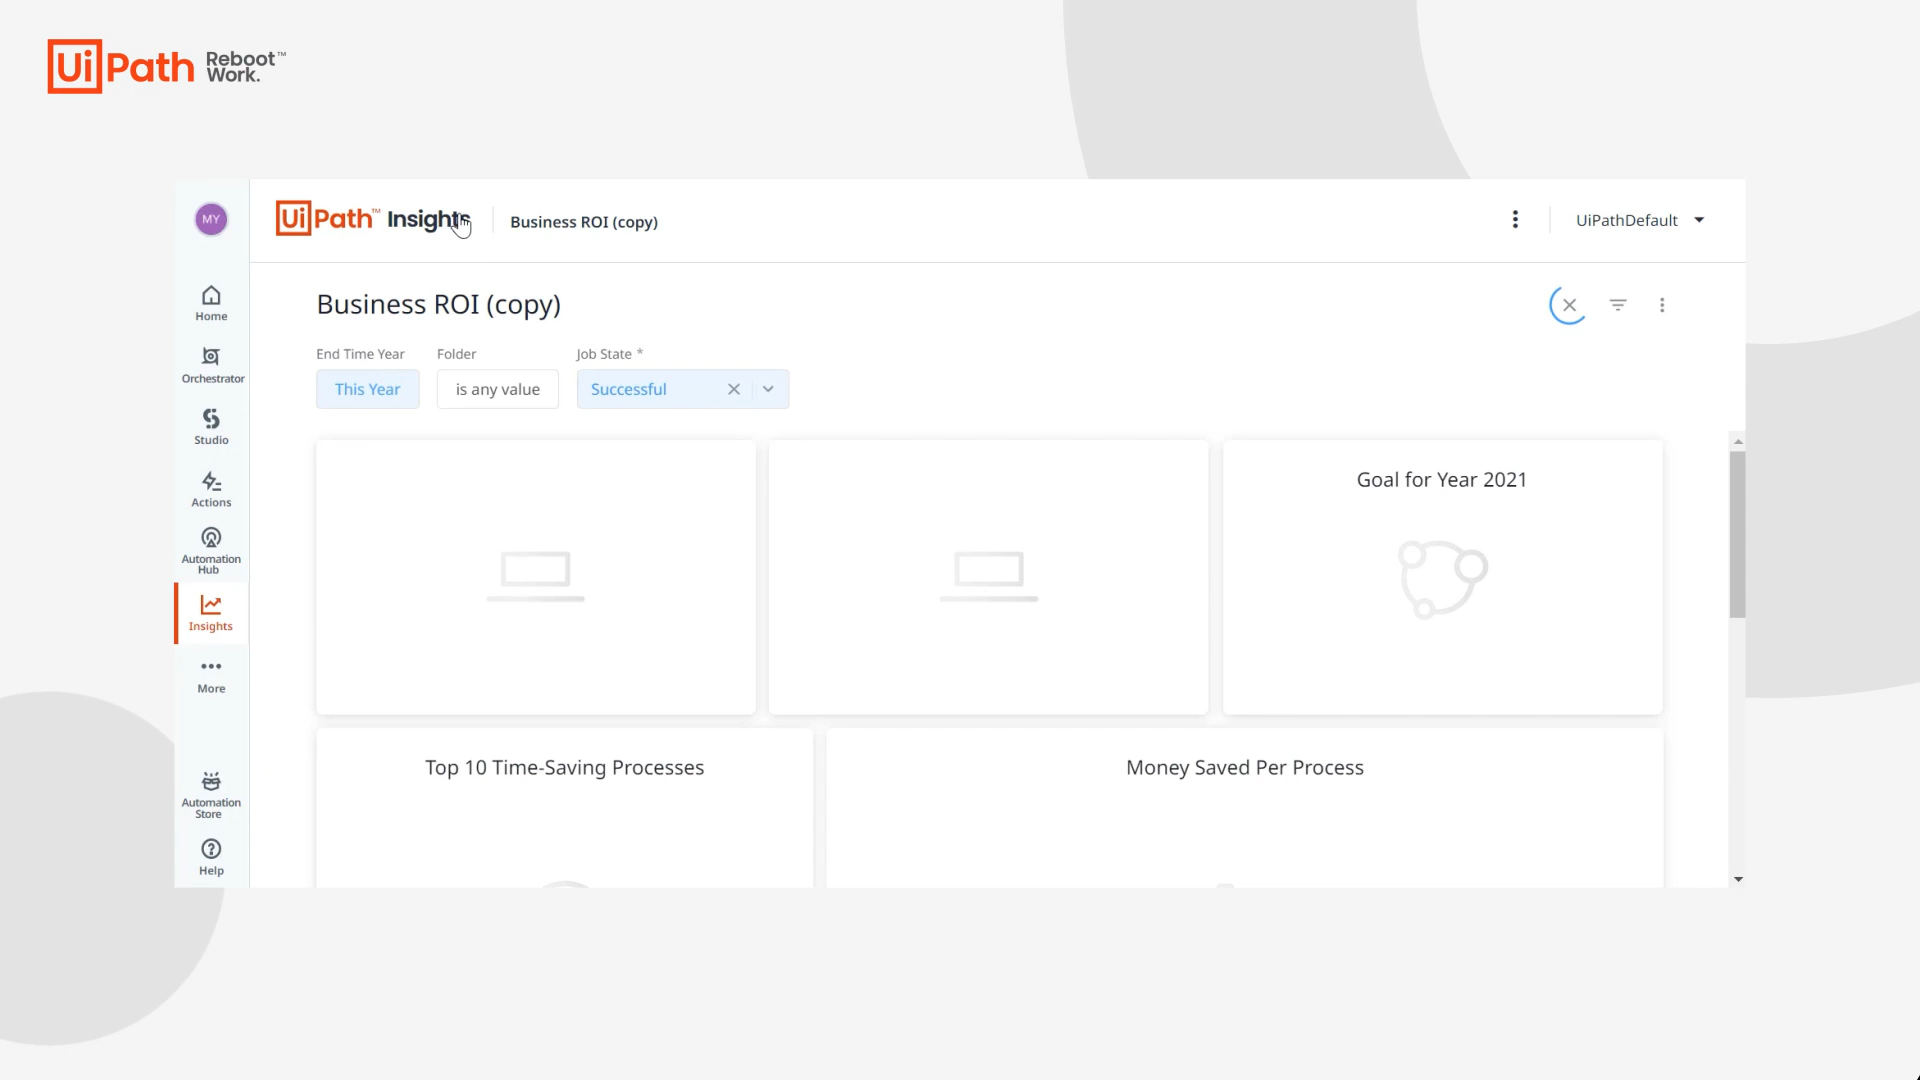 UiPath Reboot™
Work.
MY
UiPath™ Insights
Business ROI (copy)
UiPathDefault
Home
Orchestrator
Studio
Actions
Automation
Hub
Insights
More
Automation
Store
Help
Business ROI (copy)
End Time Year
Folder
Job State *
This Year
is any value
Successful
Goal for Year 2021
Top 10 Time-Saving Processes
Money Saved Per Process